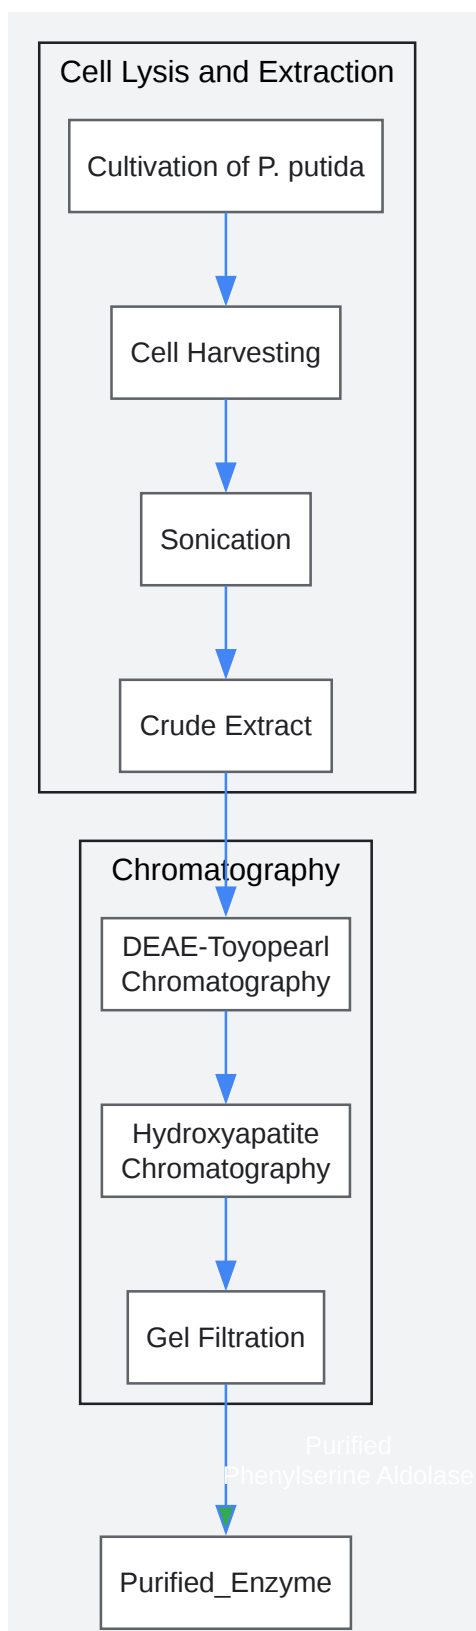 Cell Lysis and Extraction
Cultivation of P. putida
Cell Harvesting
Sonication
Crude Extract
Chromatography
DEAE-Toyopearl
Chromatography
Hydroxyapatite
Chromatography
Gel Filtration
Purified
Phenylserine Aldolase
Purified_Enzyme